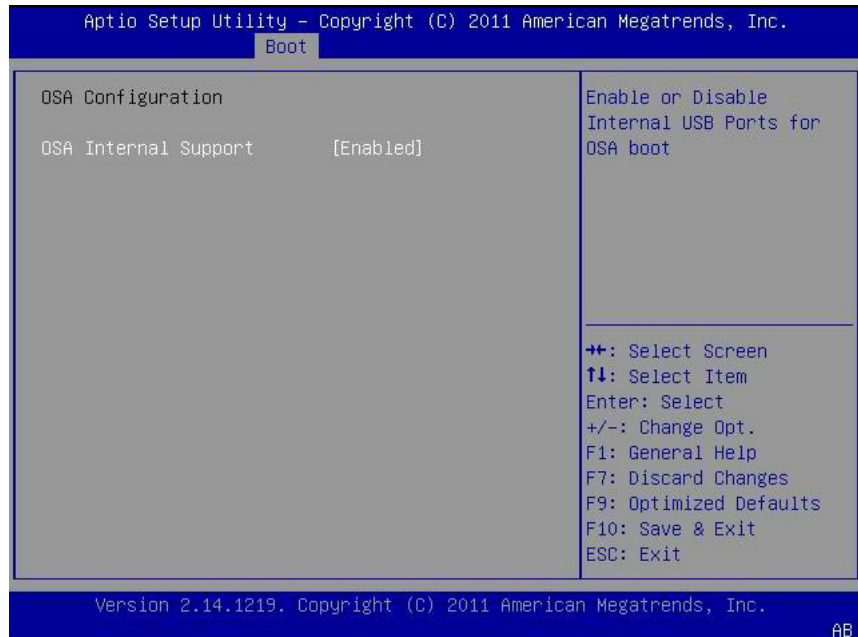 Aptio Setup Utility – Copyright (C) 2011 American Megatrends, Inc.
Boot
OSA Configuration
OSA Internal Support [Enabled]
Enable or Disable
Internal USB Ports for
OSA boot
→←: Select Screen
↑↓: Select Item
Enter: Select
+/-: Change Opt.
F1: General Help
F7: Discard Changes
F9: Optimized Defaults
F10: Save & Exit
ESC: Exit
Version 2.14.1219. Copyright (C) 2011 American Megatrends, Inc.
AB